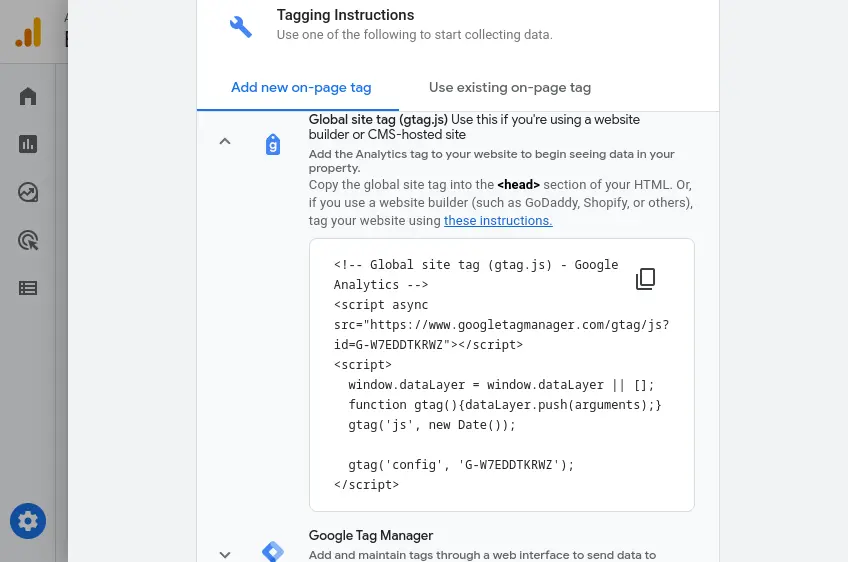 Tagging Instructions
Use one of the following to start collecting data.
Add new on-page tag
Use existing on-page tag
Global site tag (gtag.js) Use this if you're using a website
builder or CMS-hosted site
Add the Analytics tag to your website to begin seeing data in your
property.
Copy the global site tag into the <head> section of your HTML. Or,
if you use a website builder (such as GoDaddy, Shopify, or others),
tag your website using these instructions.
<!-- Global site tag (gtag.js) - Google
Analytics -->
<script async
src="https://www.googletagmanager.com/gtag/js?
id=G-W7EDDTKRWZ"></script>
<script>
  window.dataLayer = window.dataLayer || [];
  function gtag(){dataLayer.push(arguments);}
  gtag('js', new Date());
  gtag('config', 'G-W7EDDTKRWZ');
</script>
Google Tag Manager
Add and maintain tags through a web interface to send data to